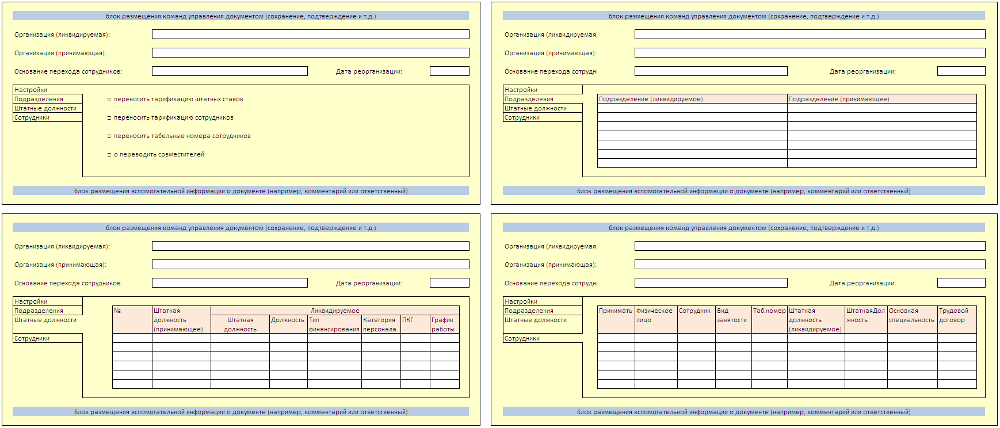 блок размещения команд управления документом (сохранение, подтверждение и т.д.)
Организация (ликвидируемая):
Организация (принимающая):
Основание перехода сотрудников:
Дата реорганизации:
Настройки
Подразделения
Штатные должности
Сотрудники
□ переносить тарификацию штатных ставок
□ переносить тарификацию сотрудников
□ переносить табельные номера сотрудников
□ о переводить совместителей
блок размещения вспомогательной информации о документе (например, комментарий или ответственный)
блок размещения команд управления документом (сохранение, подтверждение и т.д.)
Организация (ликвидируемая)
Организация (принимающая):
Основание перехода сотрудн
Дата реорганизации:
Настройки
Подразделения
Штатные должности
Сотрудники
Подразделение (ликвидируемое)
Подразделение (принимающее)
блок размещения вспомогательной информации о документе (например, комментарий или ответственный)
блок размещения команд управления документом (сохранение, подтверждение и т.д.)
Организация (ликвидируемая):
Организация (принимающая):
Основание перехода сотрудников:
Дата реорганизации:
Настройки
Подразделения
Штатные должности
Сотрудники
№
Штатная
должность
(принимающее)
Ликвидируемое
Штатная
должность
Должность
Тип
финансирования
Категория
персонала
ПКГ
График
работы
блок размещения вспомогательной информации о документе (например, комментарий или ответственный)
блок размещения команд управления документом (сохранение, подтверждение и т.д.)
Организация (ликвидируемая)
Организация (принимающая):
Основание перехода сотрудн
Дата реорганизации:
Настройки
Подразделения
Штатные должности
Сотрудники
Принимать
Физическое
лицо
Сотрудник
Вид
занятости
Таб.номер
Штатная
должность
(ликвидируемое)
ШтатнаяДол
жность
Основная
специальность
Трудовой
договор
блок размещения вспомогательной информации о документе (например, комментарий или ответственный)